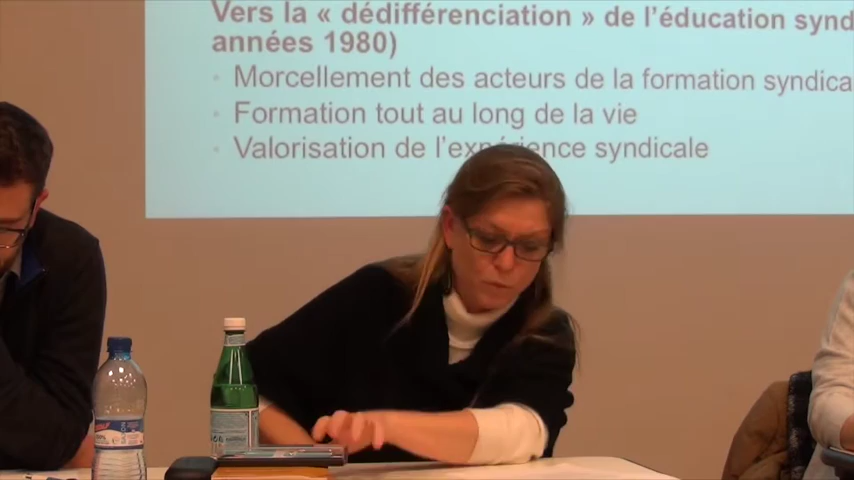 Vers la « dédifférenciation » de l'éducation synd
années 1980)
Morcellement des acteurs de la formation syndica
Formation tout au long de la vie
Valorisation de l'expérience syndicale